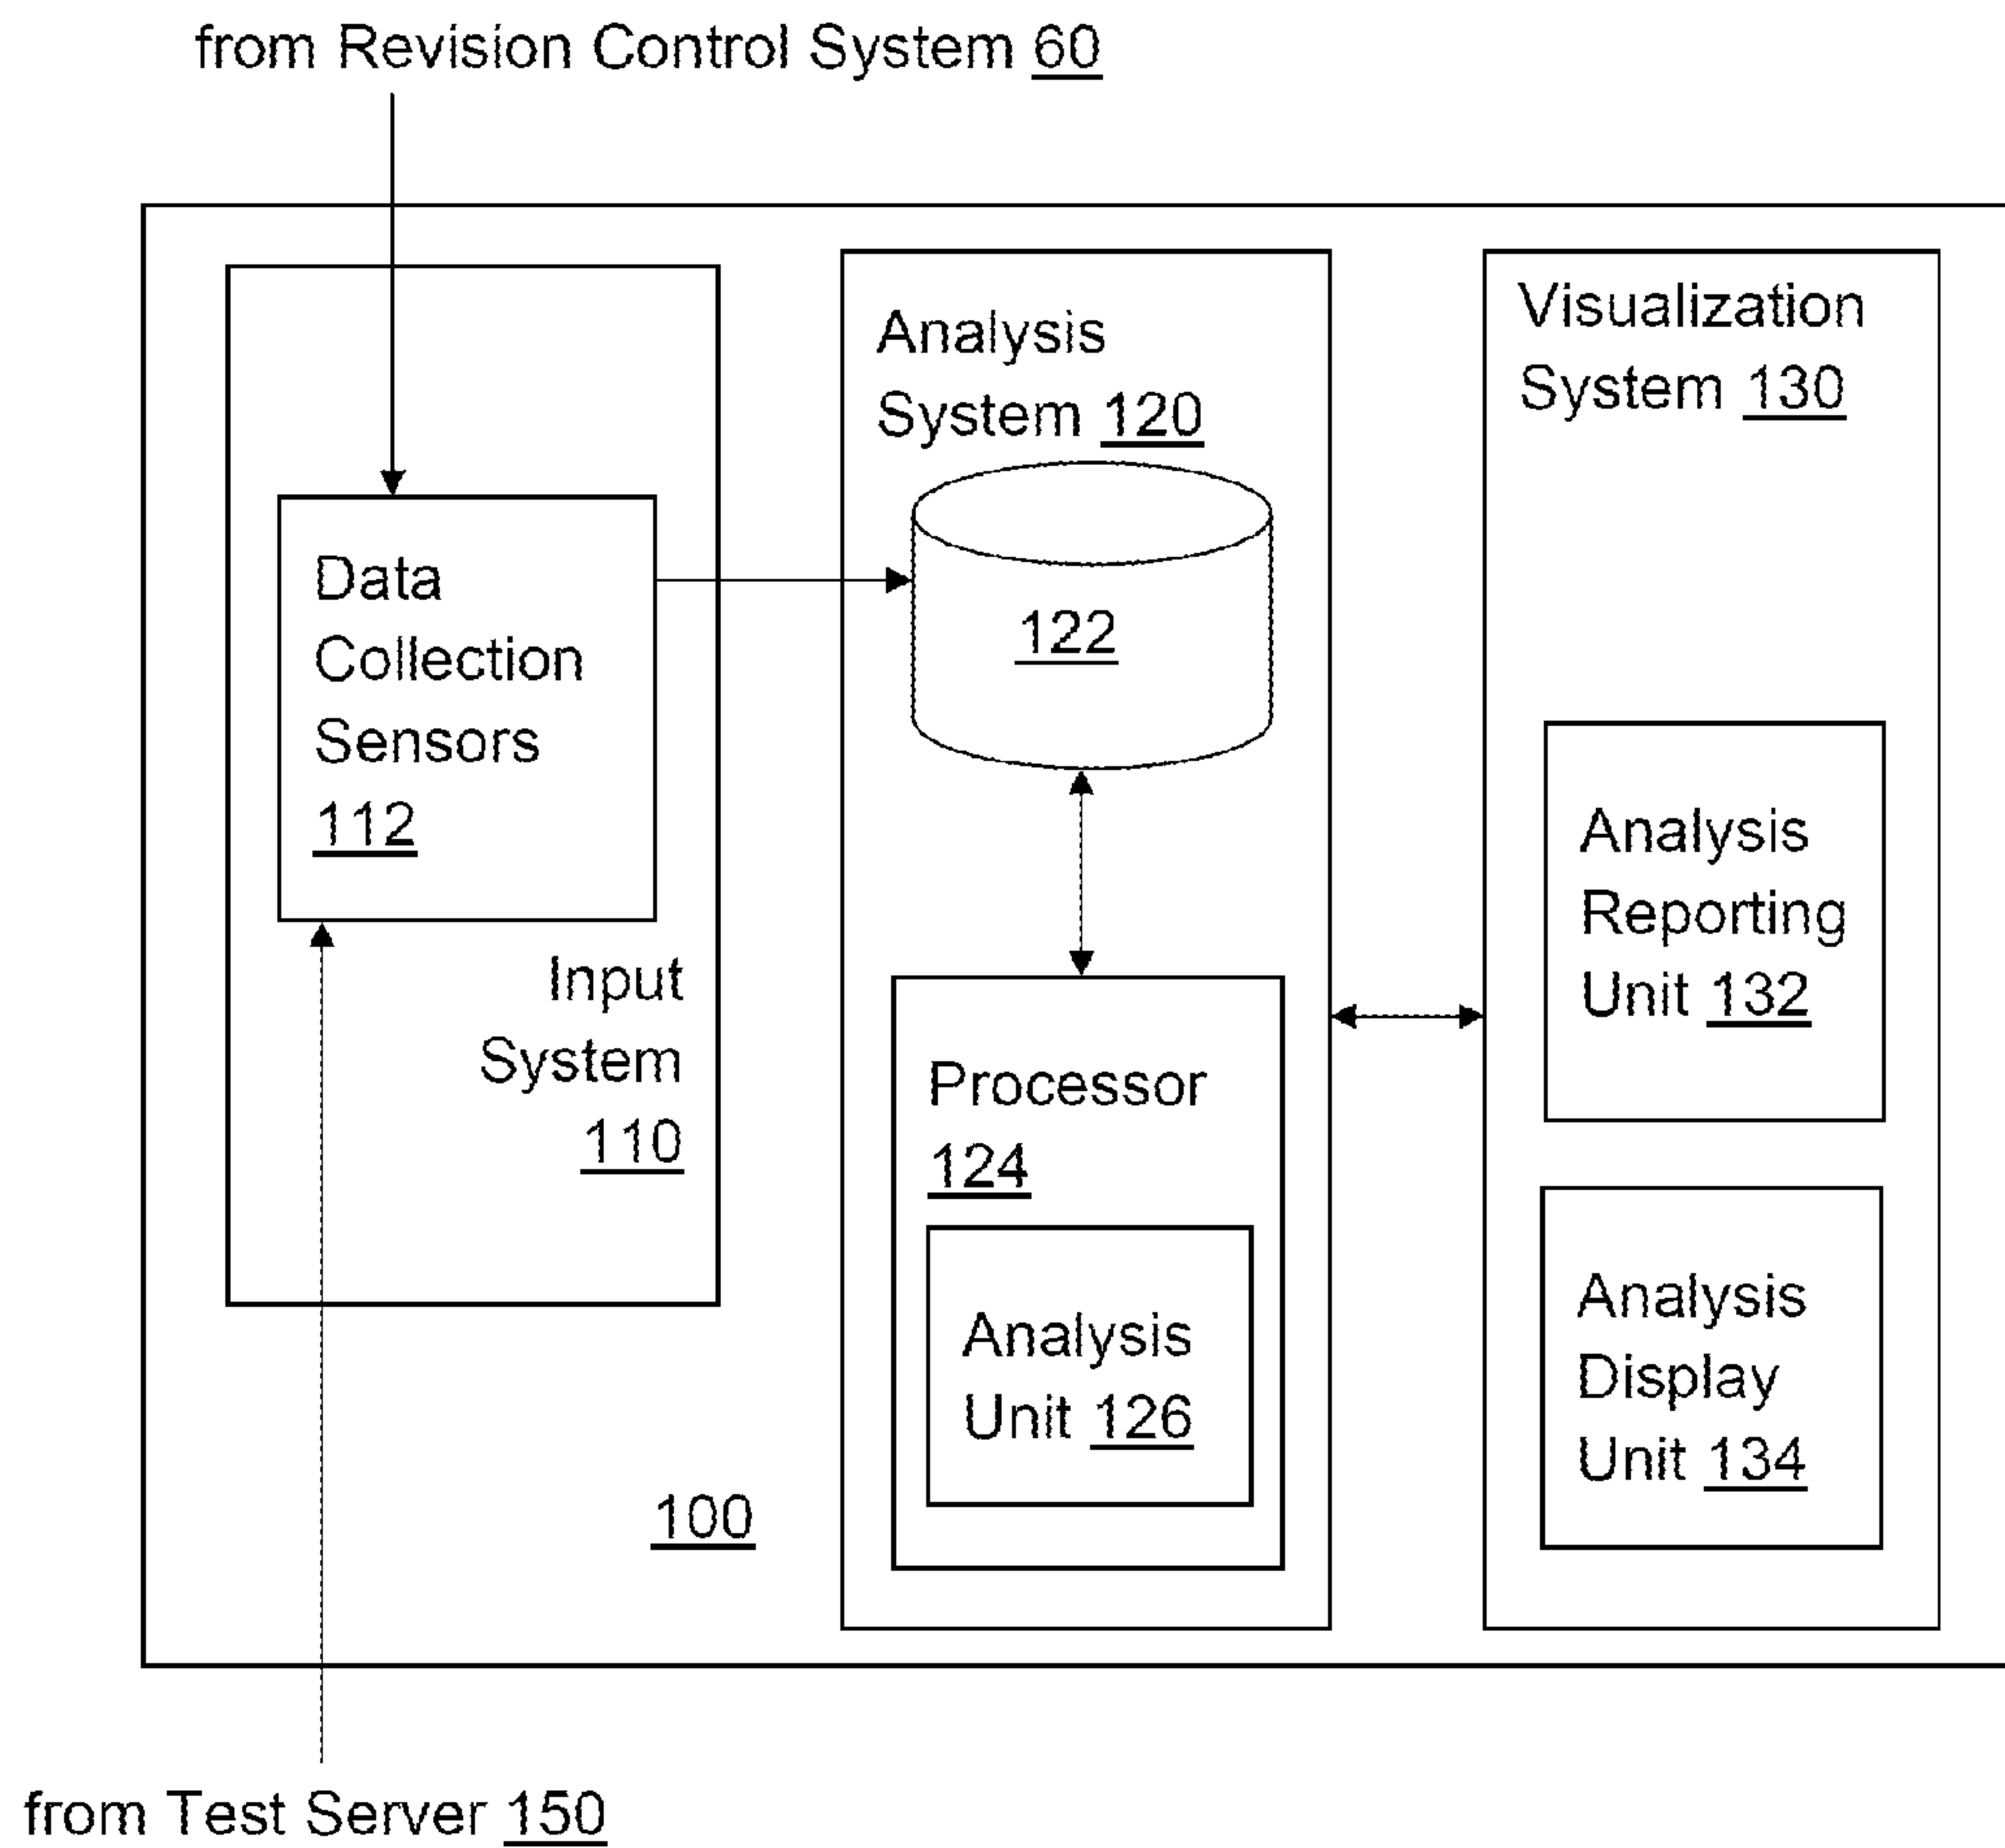 from Revision Control System 60
Data
Collection
Sensors
112
Input
System
110
Analysis
System 120
122
Processor
124
Analysis
Unit 126
Visualization
System 130
Analysis
Reporting
Unit 132
Analysis
Display
Unit 134
100
from Test Server 150